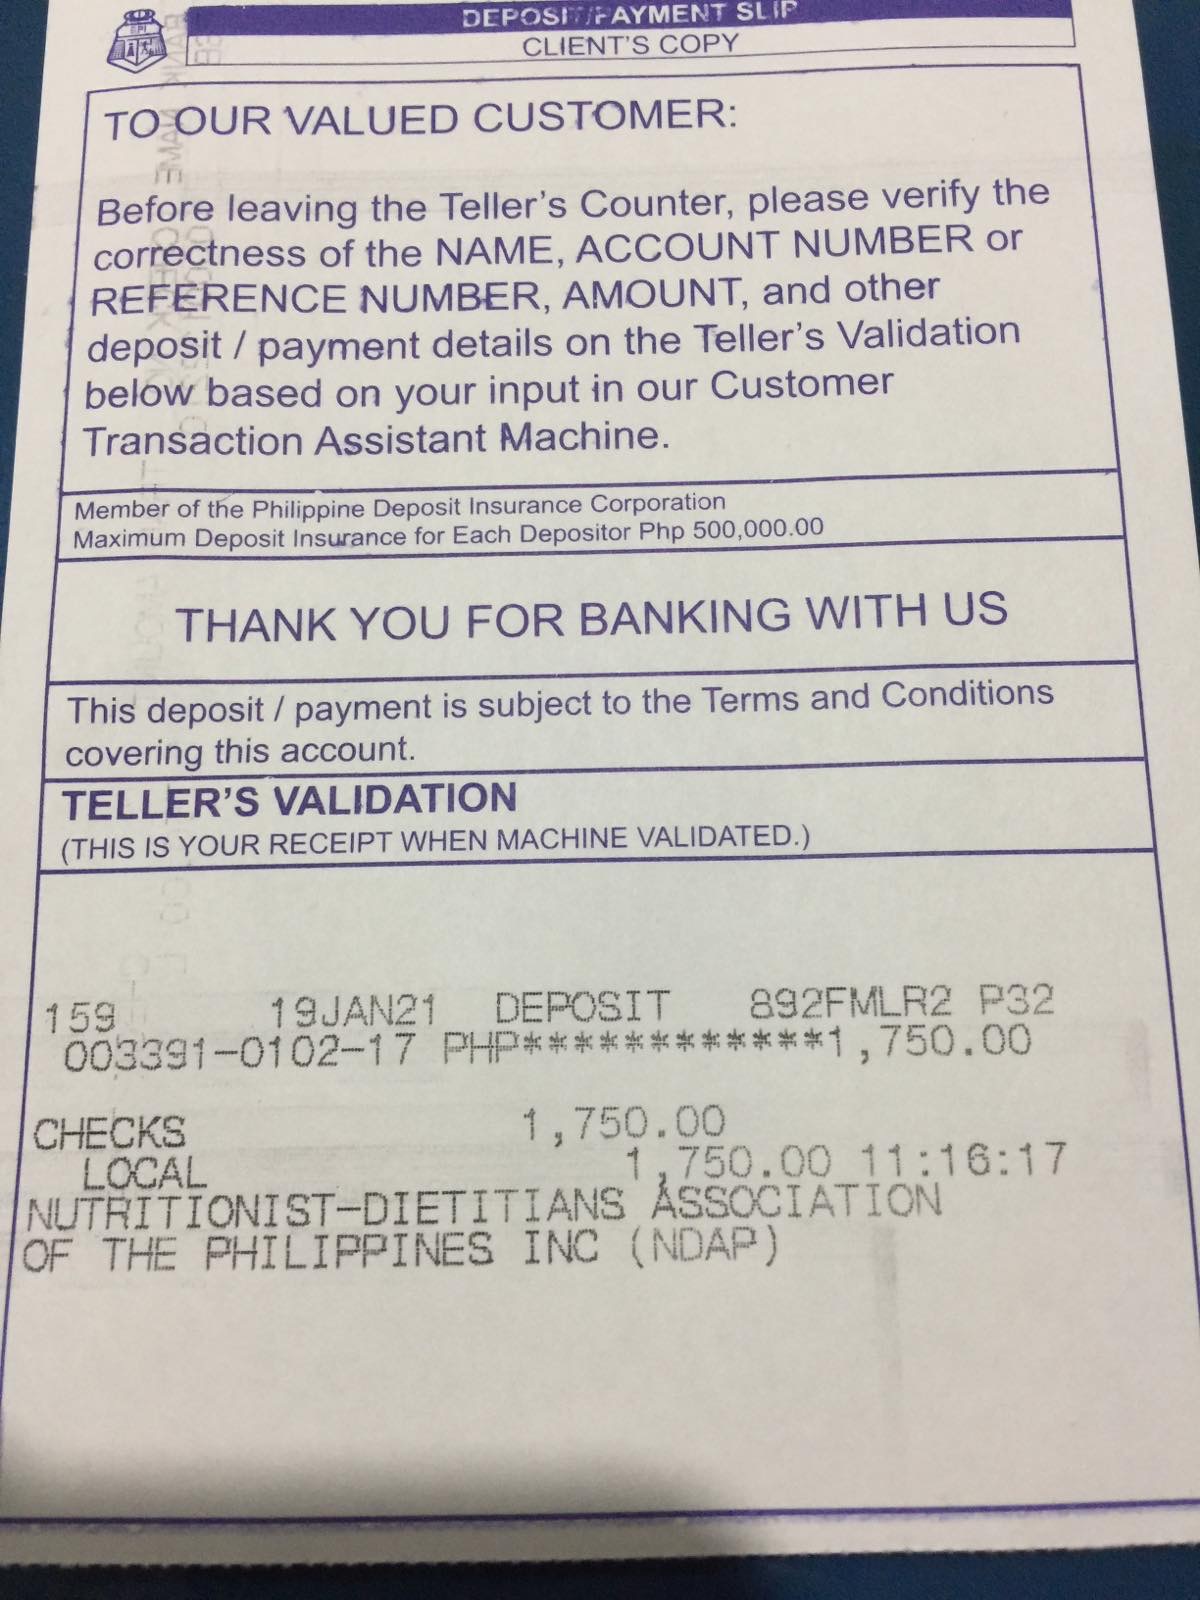 BPI
DEPOSIT/PAYMENT SLIP
CLIENT'S COPY
TO OUR VALUED CUSTOMER:
Before leaving the Teller's Counter, please verify the
correctness of the NAME, ACCOUNT NUMBER or
REFERENCE NUMBER, AMOUNT, and other
deposit / payment details on the Teller's Validation
below based on your input in our Customer
Transaction Assistant Machine.
Member of the Philippine Deposit Insurance Corporation
Maximum Deposit Insurance for Each Depositor Php 500,000.00
THANK YOU FOR BANKING WITH US
This deposit / payment is subject to the Terms and Conditions
covering this account.
TELLER'S VALIDATION
(THIS IS YOUR RECEIPT WHEN MACHINE VALIDATED.)
159 19JAN21 DEPOSIT 892FMLR2 P32
003391-0102-17 PHP************1,750.00
CHECKS 1,750.00
LOCAL 1,750.00 11:16:17
NUTRITIONIST-DIETITIANS ASSOCIATION
OF THE PHILIPPINES INC (NDAP)